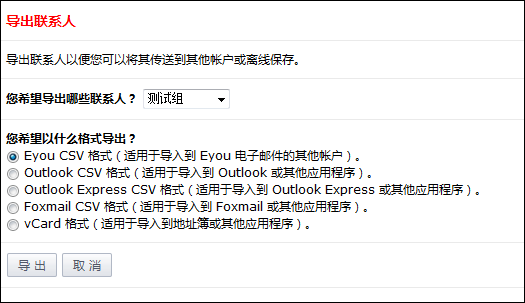 导出联系人
导出联系人以便您可以将其传送到其他帐户或离线保存。
您希望导出哪些联系人？ 测试组
您希望以什么格式导出？
Eyou CSV 格式（适用于导入到 Eyou 电子邮件的其他帐户）。
Outlook CSV 格式（适用于导入到 Outlook 或其他应用程序）。
Outlook Express CSV 格式（适用于导入到 Outlook Express 或其他应用程序）。
Foxmail CSV 格式（适用于导入到 Foxmail 或其他应用程序）。
vCard 格式（适用于导入到地址簿或其他应用程序）。
导 出 取 消